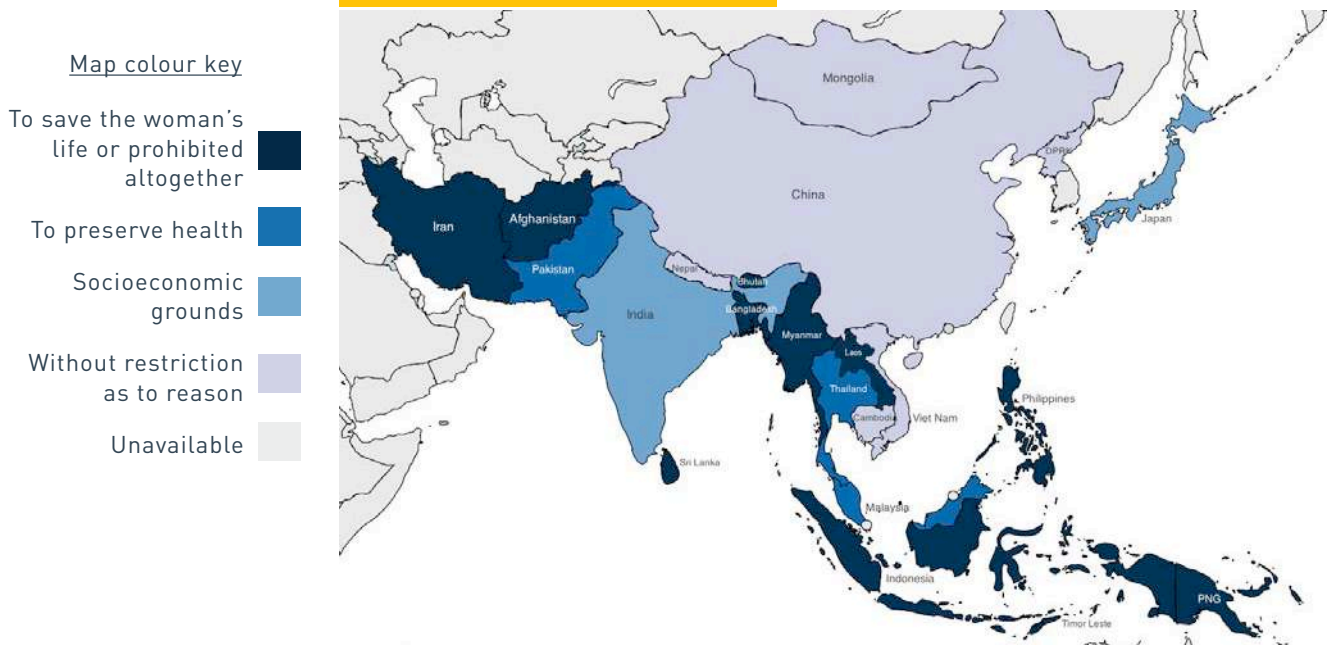 Map colour key
To save the woman's
life or prohibited
altogether
To preserve health
Socioeconomic
grounds
Without restriction
as to reason
Unavailable
Mongolia
DPRK
China
Japan
Iran
Afghanistan
Pakistan
Nepal
Bhutan
India
Bangladesh
Myanmar
Laos
Thailand
Cambodia
Viet Nam
Philippines
Sri Lanka
Malaysia
Indonesia
PNG
Timor Leste